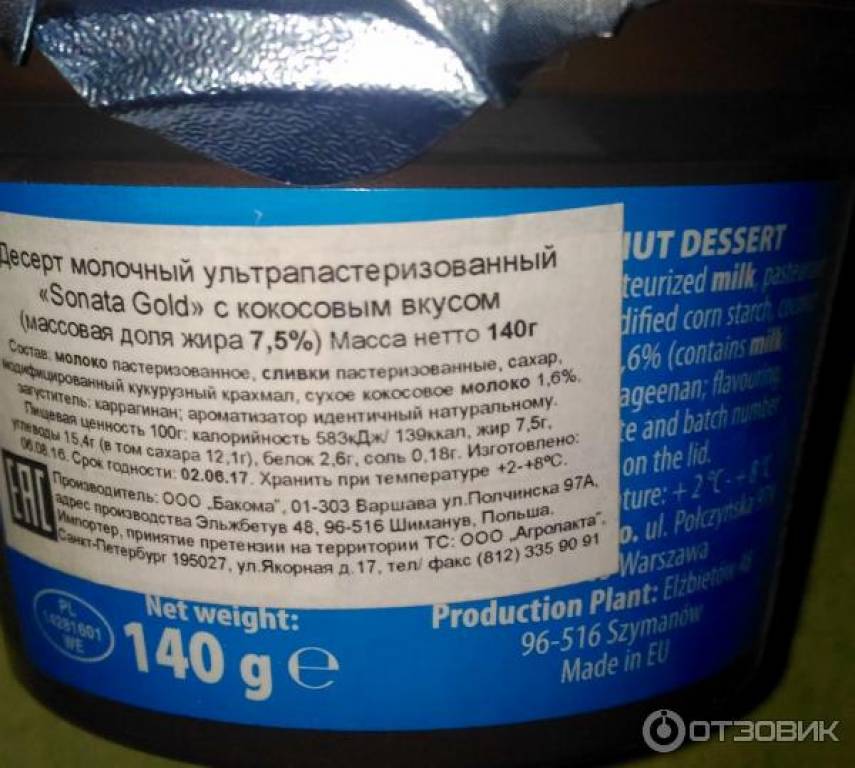 Десерт молочный ультрапастеризованный
«Sonata Gold» с кокосовым вкусом
(массовая доля жира 7,5%) Масса нетто 140г
Состав: молоко пастеризованное, сливки пастеризованные, сахар,
модифицированный кукурузный крахмал, сухое кокосовое молоко 1,6%.
загуститель: каррагинан; ароматизатор идентичный натуральному.
Пищевая ценность 100г: калорийность 583кДж/ 139ккал, жир 7,5г,
углеводы 15,4г (в том сахара 12,1г), белок 2,6г, соль 0,18г. Изготовлено:
06.08.16. Срок годности: 02.06.17. Хранить при температуре +2-+8°С.
EAC
Производитель: ООО „Бакома", 01-303 Варшава ул.Полчинска 97А,
адрес производства Эльжбетув 48, 96-516 Шиманув, Польша.
Импортер, принятие претензии на территории ТС: ООО „Агролакта",
Санкт-Петербург 195027, ул.Якорная д.17, тел/ факс (812) 335 90 91
NUT DESSERT
teurized milk, pasteur
dified corn starch,
,6% (contains milk
ageenan; flavouring
te and batch number
on the lid.
ture: +2°C - +8°C
o. ul. Połczyńska 97A
Warszawa
Production Plant: Elżbietów 48
96-516 Szymanów
Made in EU
PL
14281601
WE
Net weight:
140 g ℮
ОТЗОВИК